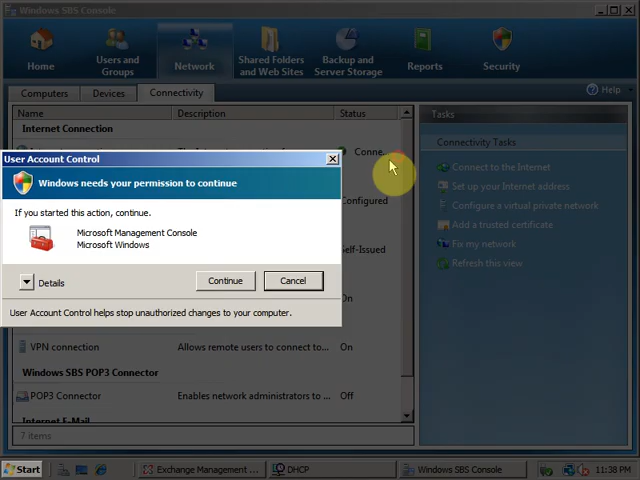 Windows SBS Console
Home
Users and Groups
Network
Shared Folders and Web Sites
Backup and Server Storage
Reports
Security
Computers
Devices
Connectivity
Help
Name
Description
Status
Internet Connection
Conne...
User Account Control
Windows needs your permission to continue
If you started this action, continue.
Microsoft Management Console
Microsoft Windows
Details
Continue
Cancel
User Account Control helps stop unauthorized changes to your computer.
Configured
Self-Issued
On
VPN connection
Allows remote users to connect to...
On
Windows SBS POP3 Connector
POP3 Connector
Enables network administrators to ...
Off
Internet E-Mail
7 items
Tasks
Connectivity Tasks
Connect to the Internet
Set up your Internet address
Configure a virtual private network
Add a trusted certificate
Fix my network
Refresh this view
Start
Exchange Management ...
DHCP
Windows SBS Console
11:38 PM